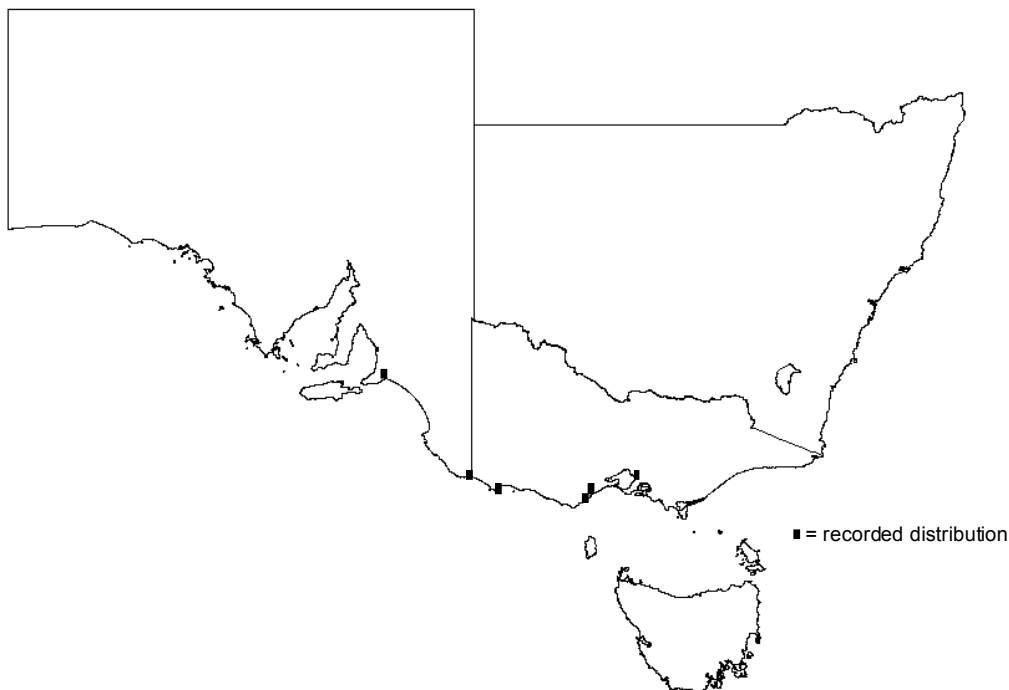 ■ = recorded distribution